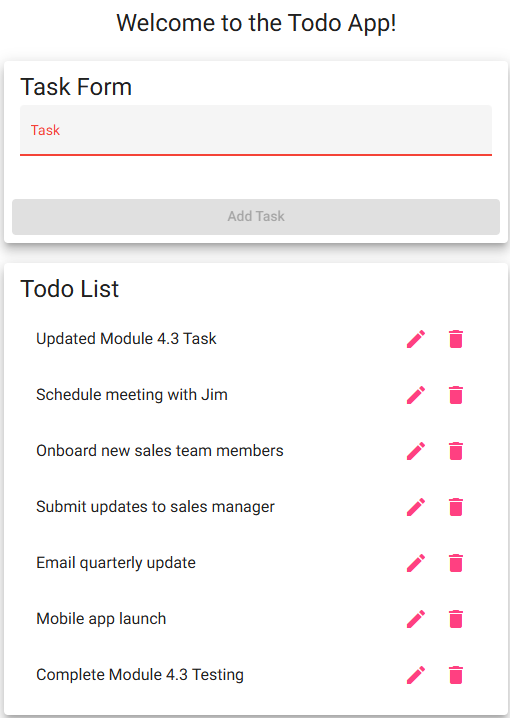 Welcome to the Todo App!
Task Form
Task
Add Task
Todo List
Updated Module 4.3 Task
Schedule meeting with Jim
Onboard new sales team members
Submit updates to sales manager
Email quarterly update
Mobile app launch
Complete Module 4.3 Testing